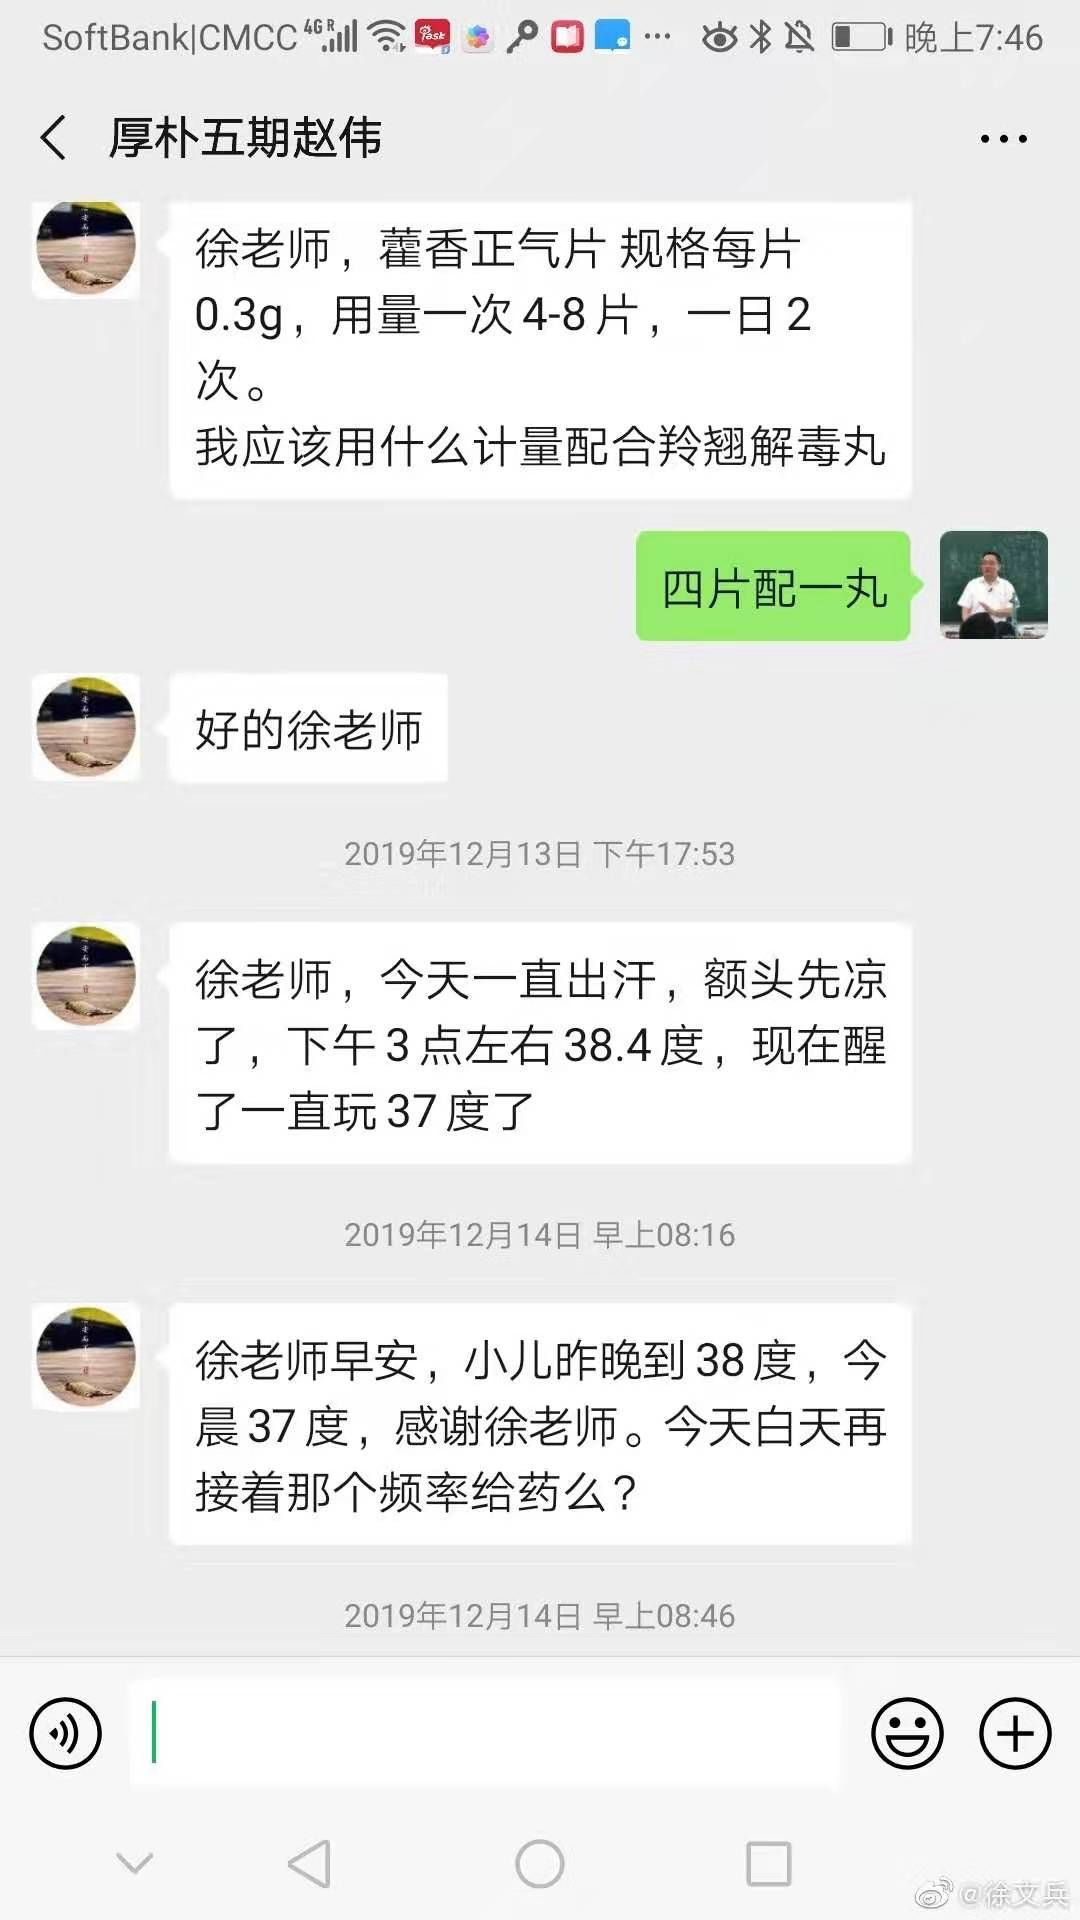 SoftBank|CMCC 4G R Task 晚上7:46
厚朴五期赵伟
徐老师，藿香正气片 规格每片
0.3g，用量一次4-8片，一日2
次。
我应该用什么计量配合羚翘解毒丸
四片配一丸
好的徐老师
2019年12月13日 下午17:53
徐老师，今天一直出汗，额头先凉
了，下午3点左右38.4度，现在醒
了一直玩37度了
2019年12月14日 早上08:16
徐老师早安，小儿昨晚到38度，今
晨37度，感谢徐老师。今天白天再
接着那个频率给药么？
2019年12月14日 早上08:46
@徐文兵